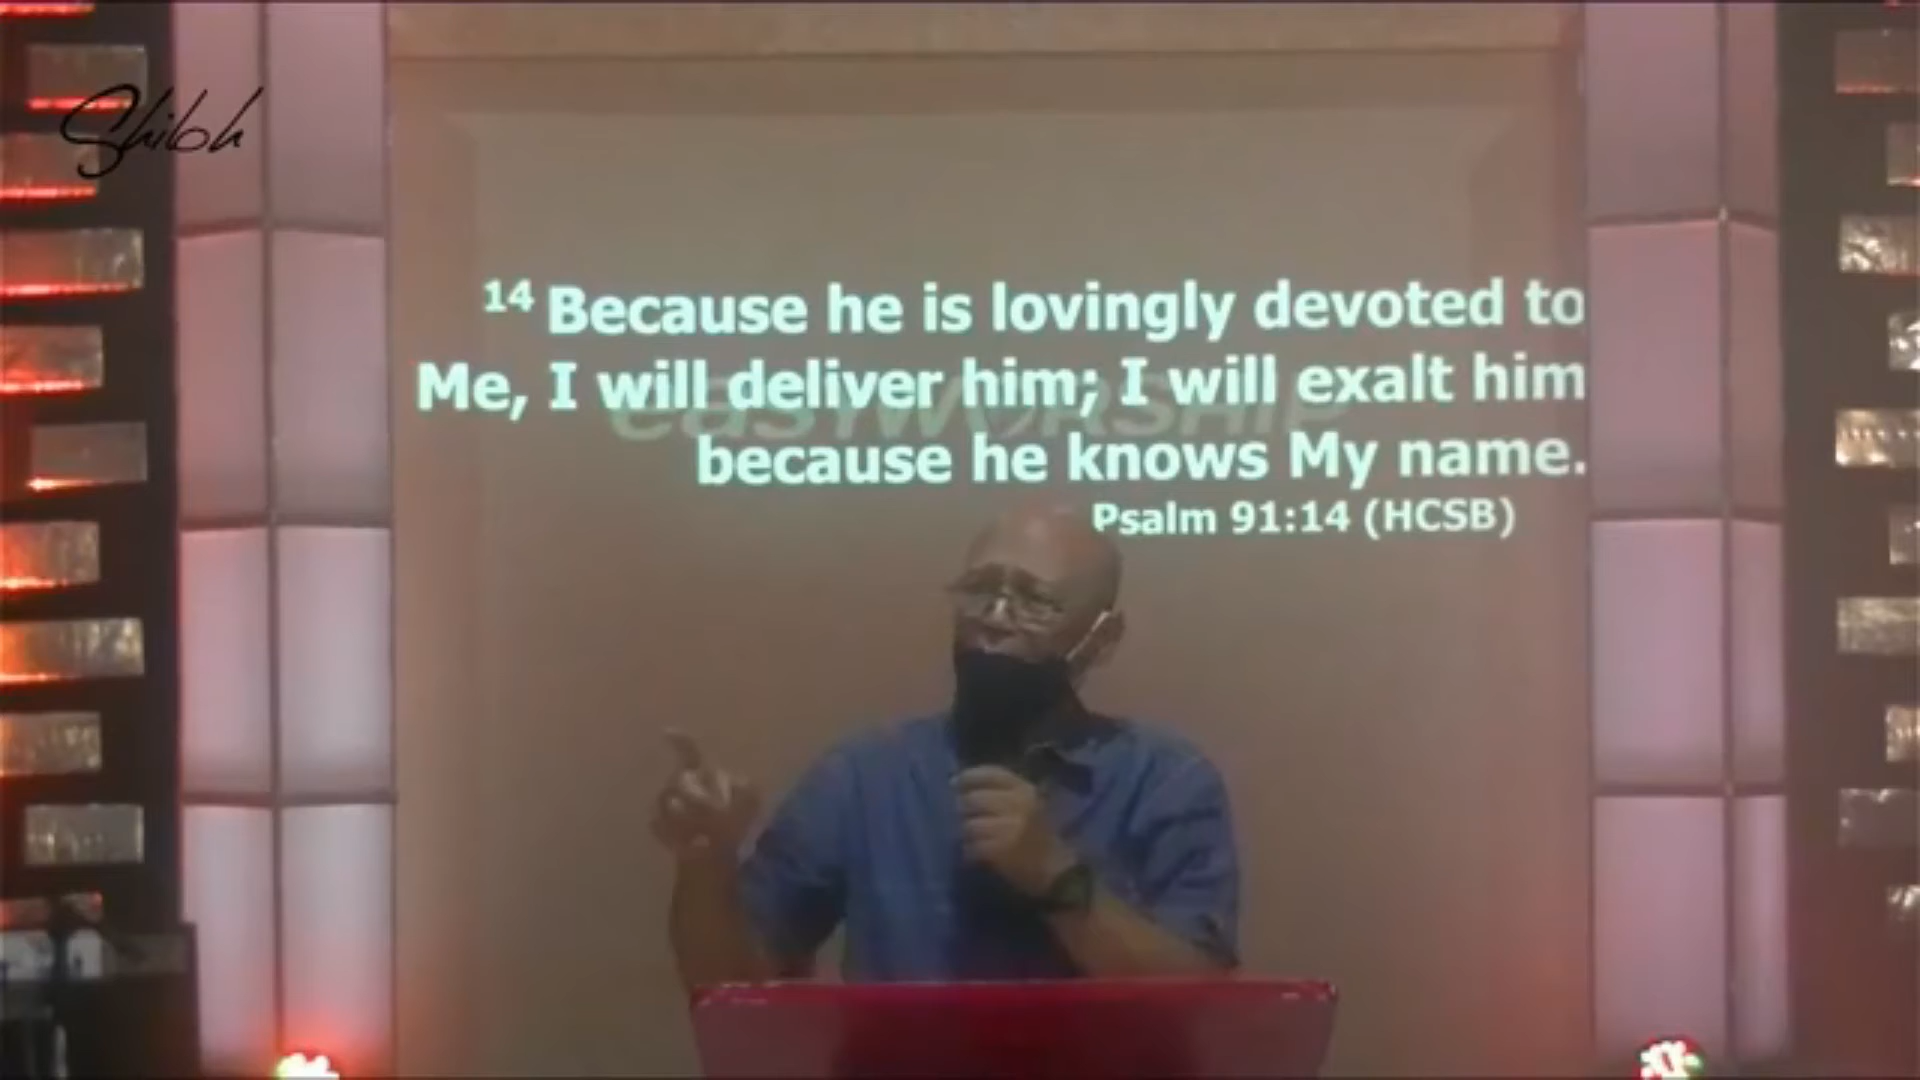 Shiloh
14 Because he is lovingly devoted to
Me, I will deliver him; I will exalt him
easyworship
because he knows My name.
Psalm 91:14 (HCSB)